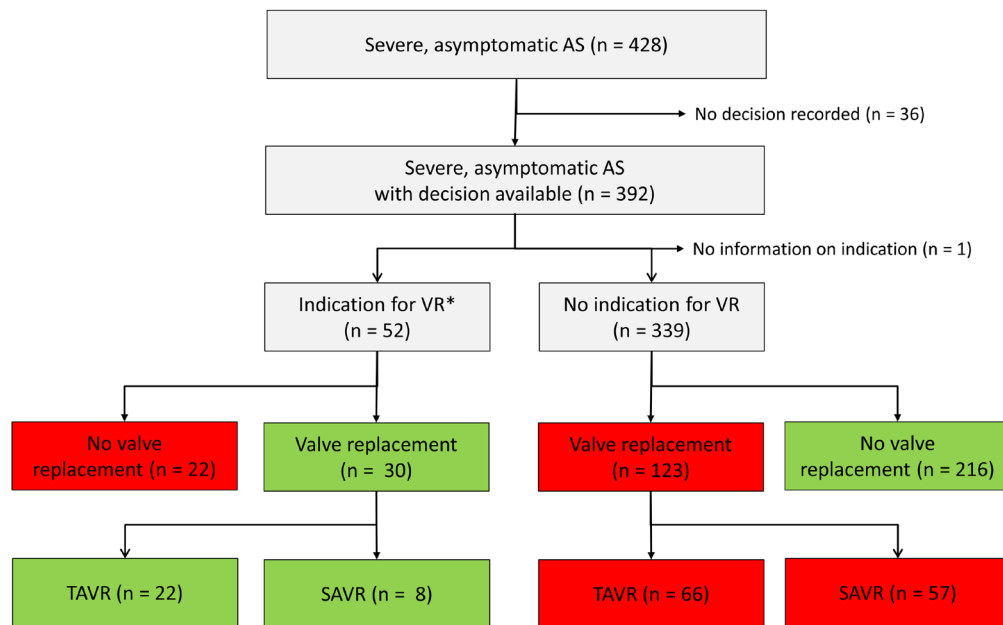 Severe, asymptomatic AS (n = 428)
No decision recorded (n = 36)
Severe, asymptomatic AS
with decision available (n = 392)
No information on indication (n = 1)
Indication for VR*
(n = 52)
No indication for VR
(n = 339)
No valve
replacement (n = 22)
Valve replacement
(n = 30)
Valve replacement
(n = 123)
No valve
replacement (n = 216)
TAVR (n = 22)
SAVR (n = 8)
TAVR (n = 66)
SAVR (n = 57)